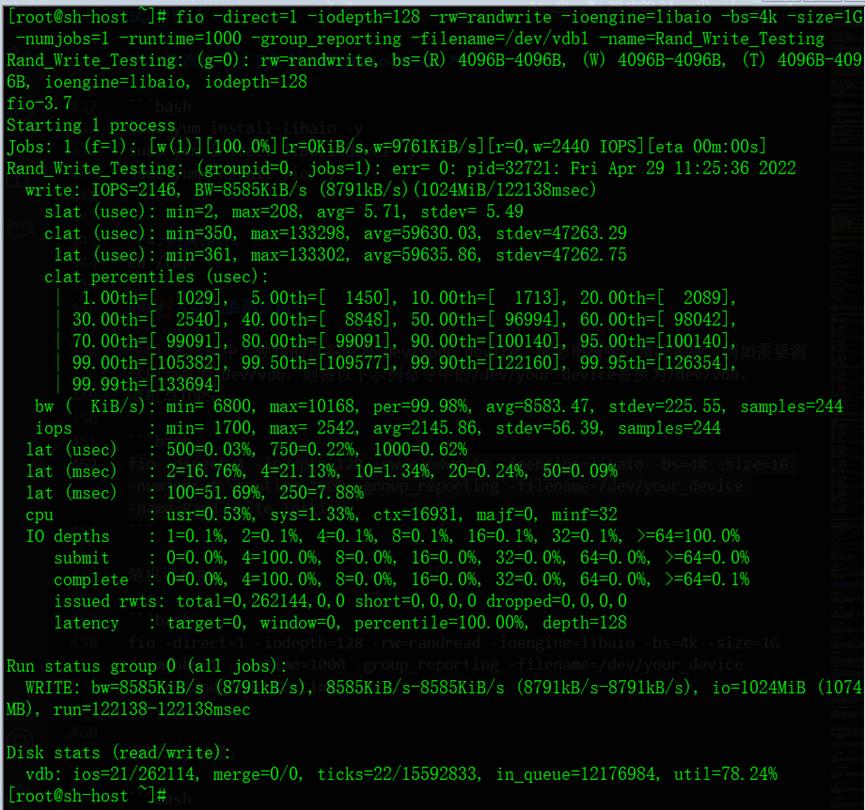 [root@sh-host ~]# fio -direct=1 -iodepth=128 -rw=randwrite -ioengine=libaio -bs=4k -size=1G
-numjobs=1 -runtime=1000 -group_reporting -filename=/dev/vdb1 -name=Rand_Write_Testing
Rand_Write_Testing: (g=0): rw=randwrite, bs=(R) 4096B-4096B, (W) 4096B-4096B, (T) 4096B-409
6B, ioengine=libaio, iodepth=128
fio-3.7
Starting 1 process
Jobs: 1 (f=1): [w(1)][100.0%][r=0KiB/s,w=9761KiB/s][r=0,w=2440 IOPS][eta 00m:00s]
Rand_Write_Testing: (groupid=0, jobs=1): err= 0: pid=32721: Fri Apr 29 11:25:36 2022
write: IOPS=2146, BW=8585KiB/s (8791kB/s)(1024MiB/122138msec)
slat (usec): min=2, max=208, avg= 5.71, stdev= 5.49
clat (usec): min=350, max=133298, avg=59630.03, stdev=47263.29
lat (usec): min=361, max=133302, avg=59635.86, stdev=47262.75
clat percentiles (usec):
| 1.00th=[ 1029], 5.00th=[ 1450], 10.00th=[ 1713], 20.00th=[ 2089],
| 30.00th=[ 2540], 40.00th=[ 8848], 50.00th=[ 96994], 60.00th=[ 98042],
| 70.00th=[ 99091], 80.00th=[ 99091], 90.00th=[100140], 95.00th=[100140],
| 99.00th=[105382], 99.50th=[109577], 99.90th=[122160], 99.95th=[126354],
| 99.99th=[133694]
bw ( KiB/s): min= 6800, max=10168, per=99.98%, avg=8583.47, stdev=225.55, samples=244
iops : min= 1700, max= 2542, avg=2145.86, stdev=56.39, samples=244
lat (usec) : 500=0.03%, 750=0.22%, 1000=0.62%
lat (msec) : 2=16.76%, 4=21.13%, 10=1.34%, 20=0.24%, 50=0.09%
lat (msec) : 100=51.69%, 250=7.88%
cpu : usr=0.53%, sys=1.33%, ctx=16931, majf=0, minf=32
IO depths : 1=0.1%, 2=0.1%, 4=0.1%, 8=0.1%, 16=0.1%, 32=0.1%, >=64=100.0%
submit : 0=0.0%, 4=100.0%, 8=0.0%, 16=0.0%, 32=0.0%, 64=0.0%, >=64=0.0%
complete : 0=0.0%, 4=100.0%, 8=0.0%, 16=0.0%, 32=0.0%, 64=0.0%, >=64=0.1%
issued rwts: total=0,262144,0,0 short=0,0,0,0 dropped=0,0,0,0
latency : target=0, window=0, percentile=100.00%, depth=128
Run status group 0 (all jobs):
WRITE: bw=8585KiB/s (8791kB/s), 8585KiB/s-8585KiB/s (8791kB/s-8791kB/s), io=1024MiB (1074
MB), run=122138-122138msec
Disk stats (read/write):
vdb: ios=21/262114, merge=0/0, ticks=22/15592833, in_queue=12176984, util=78.24%
[root@sh-host ~]#